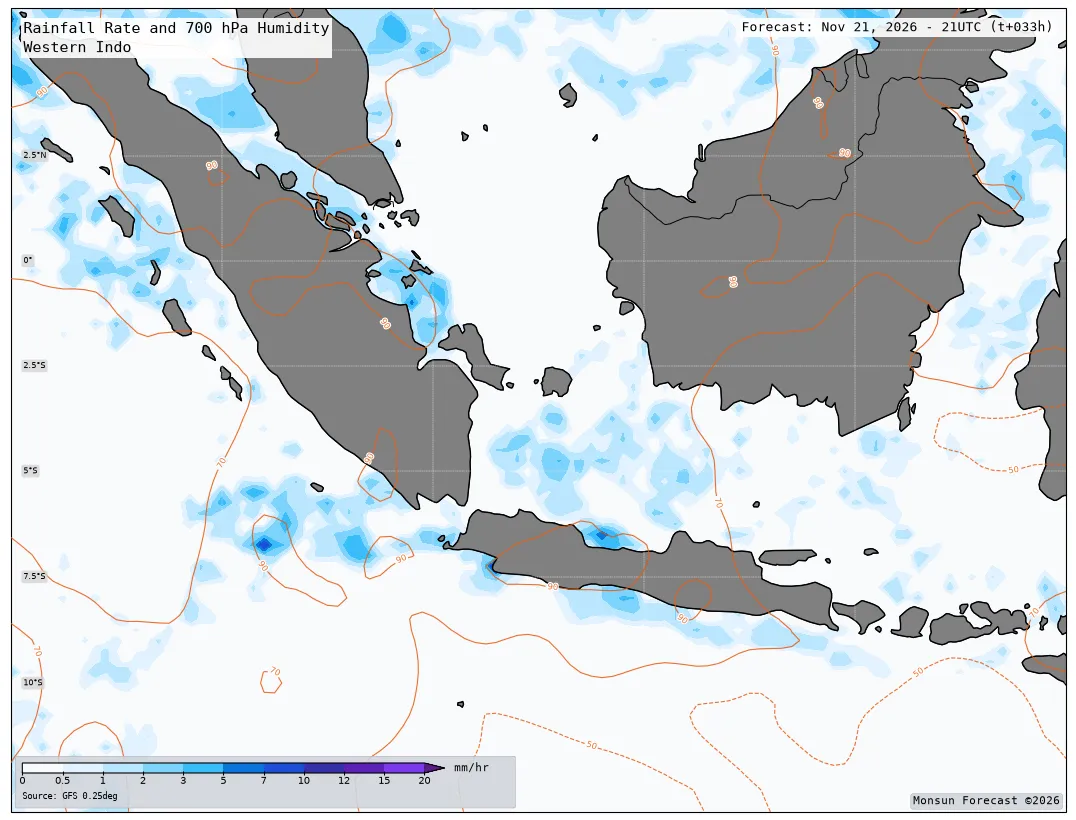 Rainfall Rate and 700 hPa Humidity
Western Indo
Forecast: Nov 21, 2026 - 21UTC (t+033h)
90
90
90
90
90
2.5°N
0°
90
90
2.5°S
70
90
50
5°S
70
90
90
90
7.5°S
90
70
70
70
50
10°S
50
mm/hr
0 0.5 1 2 3 5 7 10 12 15 20
Source: GFS 0.25deg
Monsun Forecast ©2026